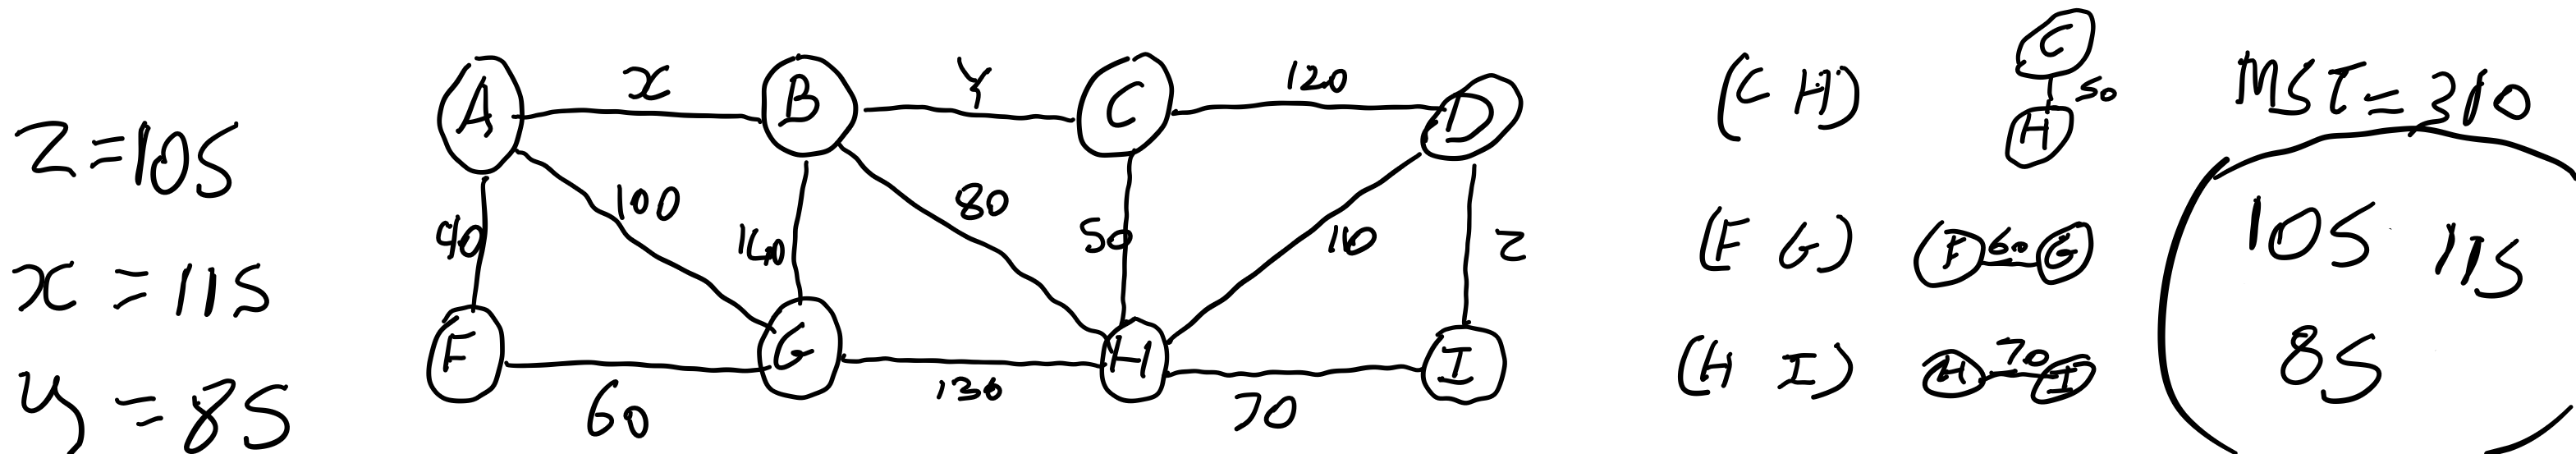 z=105
x = 115
y = 85
A x B y C 120 D
40 100 140 80 50 110 z
F 60 G 130 H 70 I
(C H) C 50 H
(F G) F 60 G
(H I) H 70 I
MST = 310
105 115
85